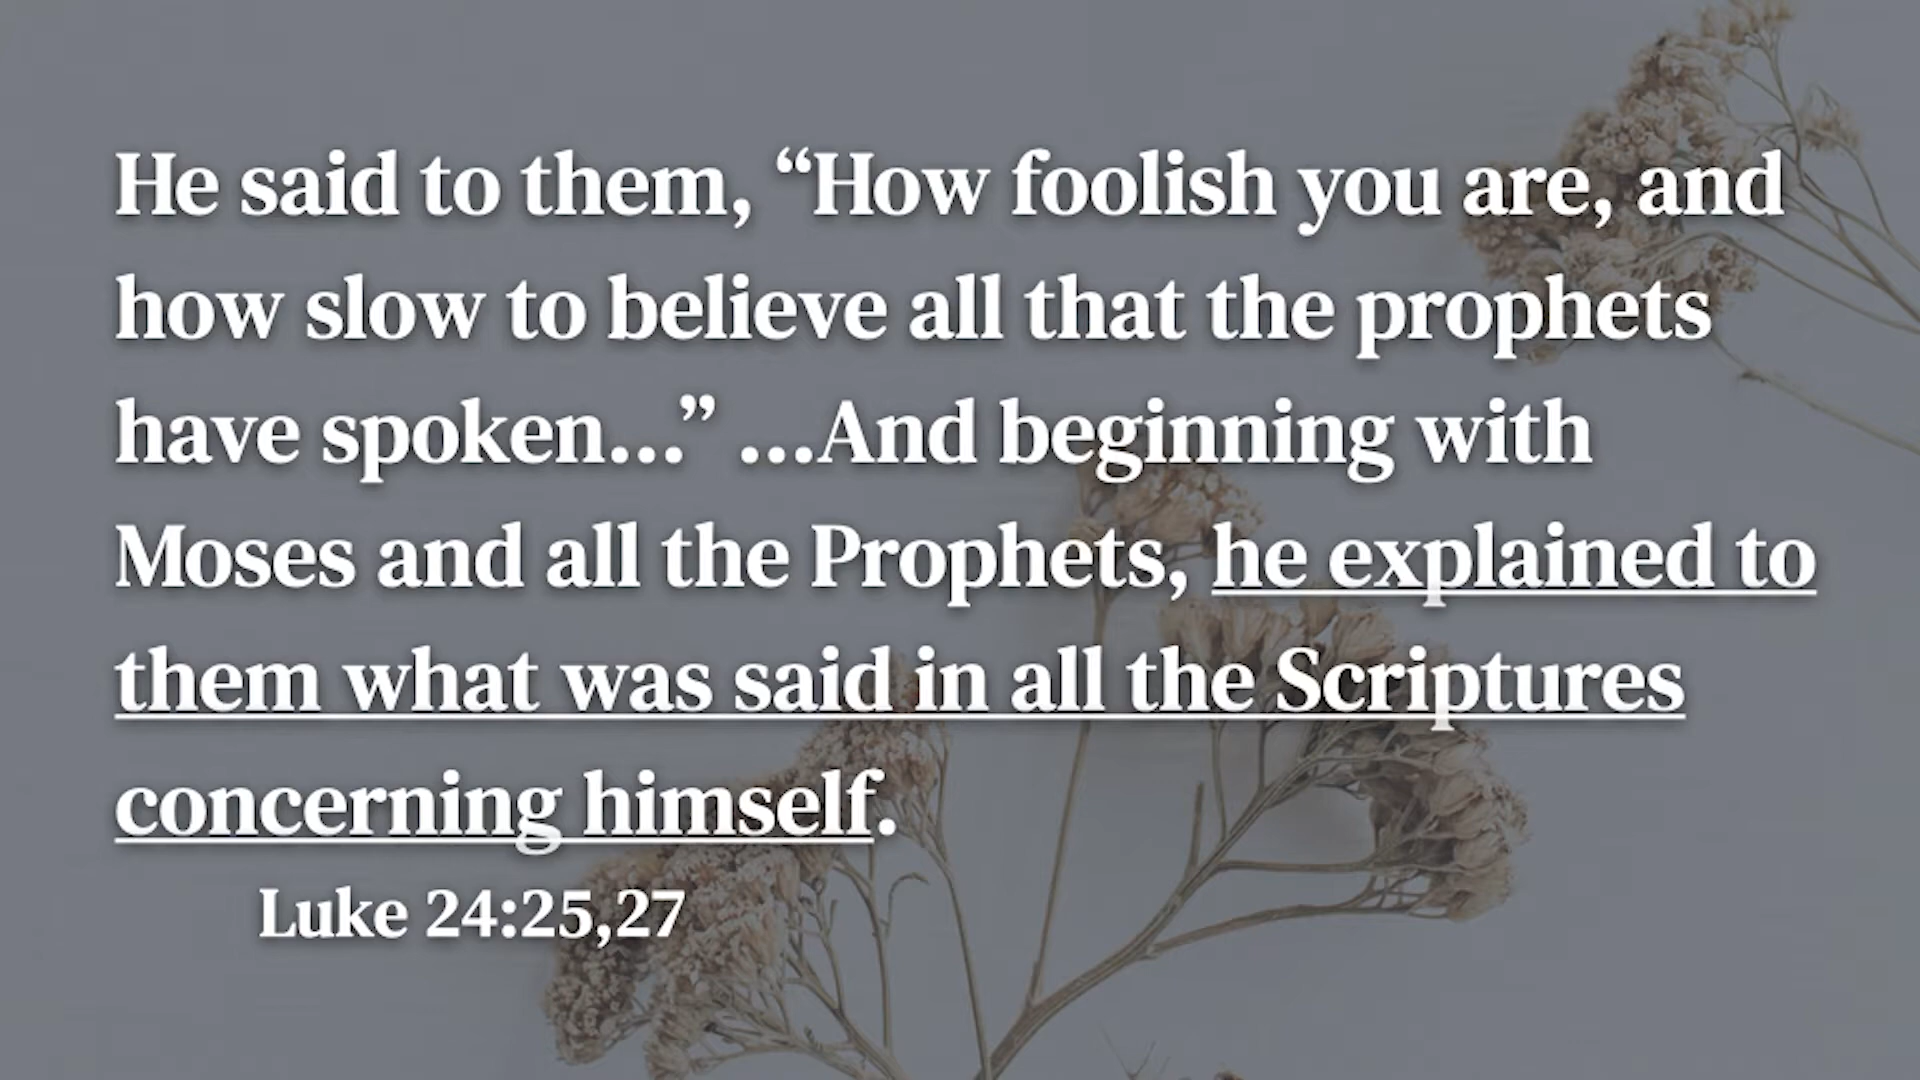 He said to them, “How foolish you are, and
how slow to believe all that the prophets
have spoken...” ...And beginning with
Moses and all the Prophets, he explained to
them what was said in all the Scriptures
concerning himself.
Luke 24:25,27